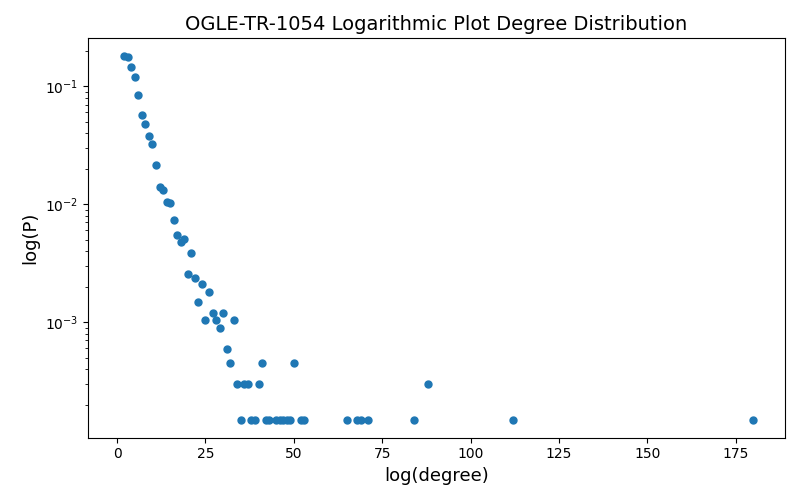 OGLE-TR-1054 Logarithmic Plot Degree Distribution
log(P)
10⁻¹
10⁻²
10⁻³
0 25 50 75 100 125 150 175
log(degree)